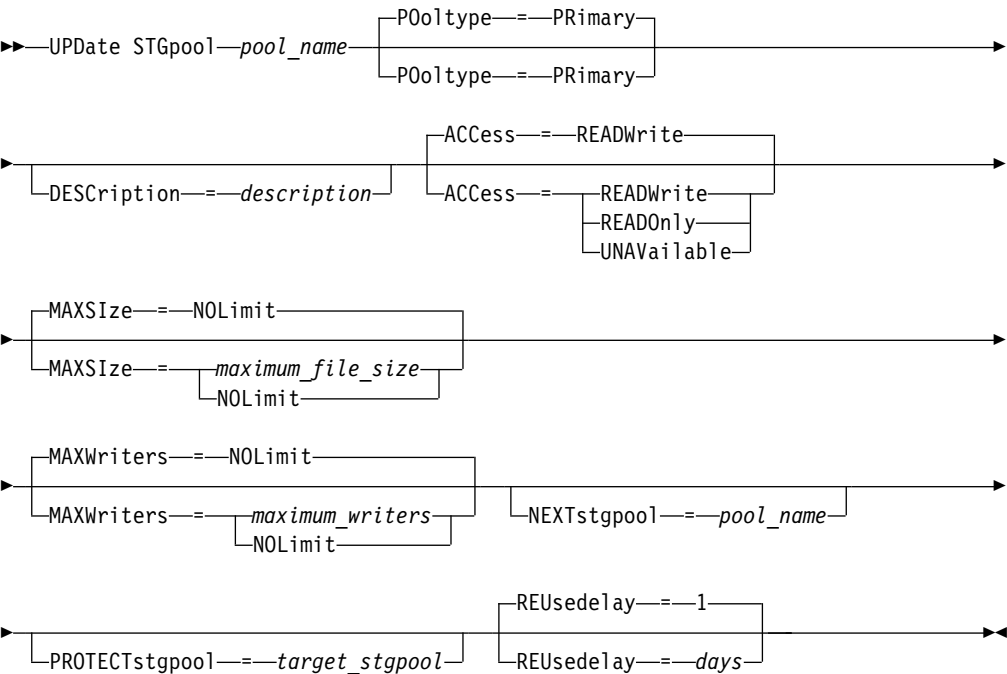 POoltype = PRimary
UPDate STGpool pool_name
POoltype = PRimary
ACCess = READWrite
DESCription = description
ACCess = READWrite
READOnly
UNAVailable
MAXSIze = NOLimit
MAXSIze = maximum_file_size
NOLimit
MAXWriters = NOLimit
MAXWriters = maximum_writers
NOLimit
NEXTstgpool = pool_name
REUsedelay = 1
PROTECTstgpool = target_stgpool
REUsedelay = days